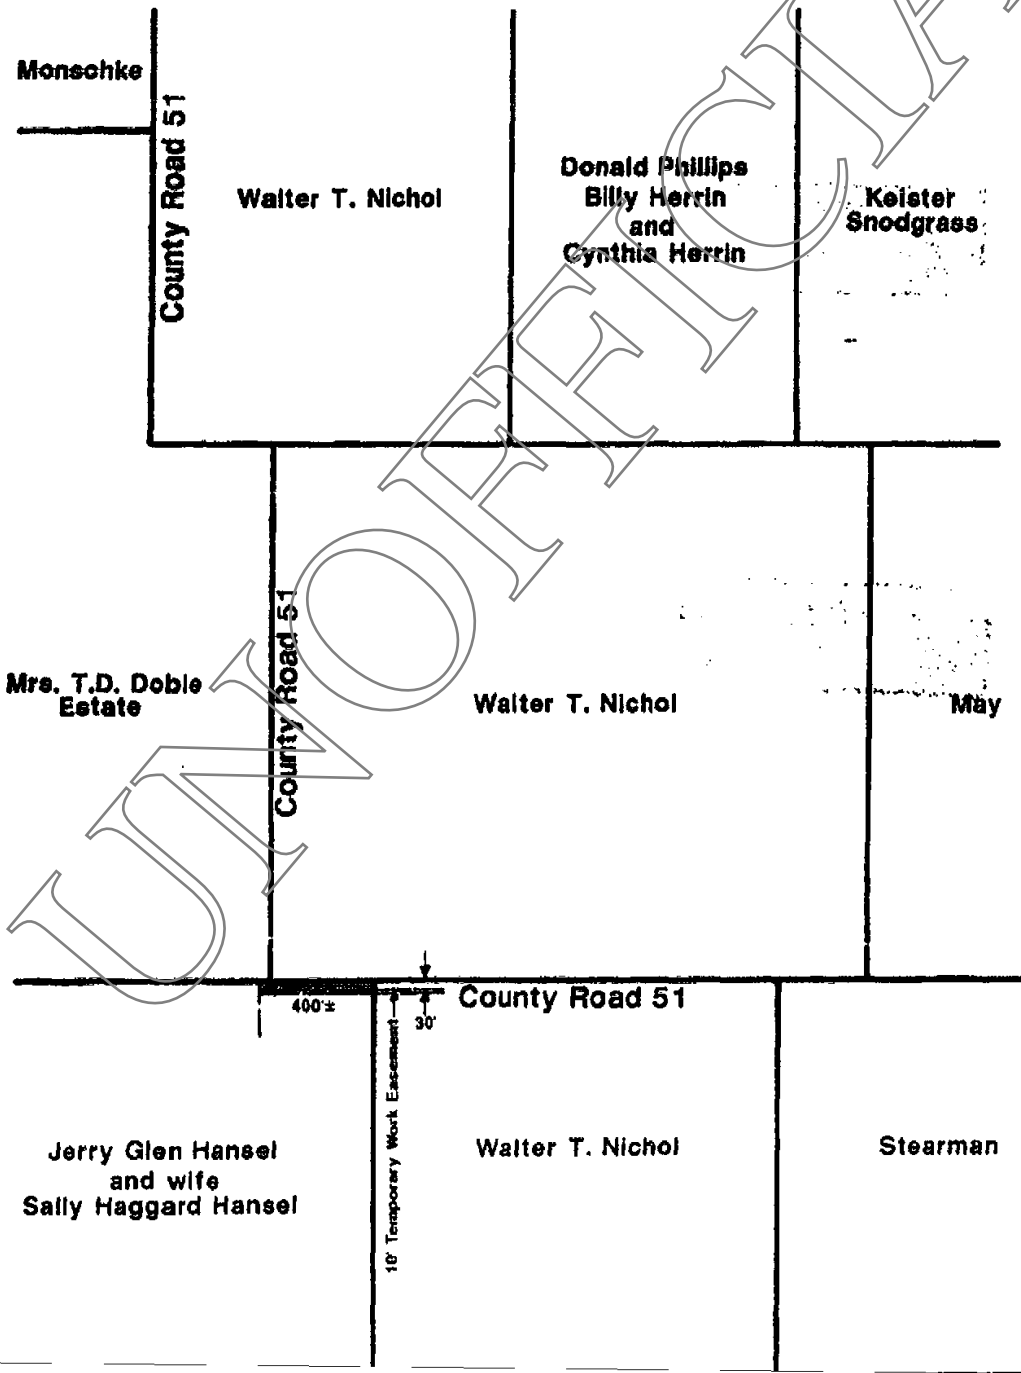 Monschke
County Road 51
Walter T. Nichol
Donald Phillips
Billy Herrin
and
Cynthia Herrin
Keister
Snodgrass
Mrs. T.D. Doble
Estate
County Road 51
Walter T. Nichol
May
400'±
30'
County Road 51
10' Temporary Work Easement
Jerry Glen Hansel
and wife
Sally Haggard Hansel
Walter T. Nichol
Stearman
UNOFFICIA